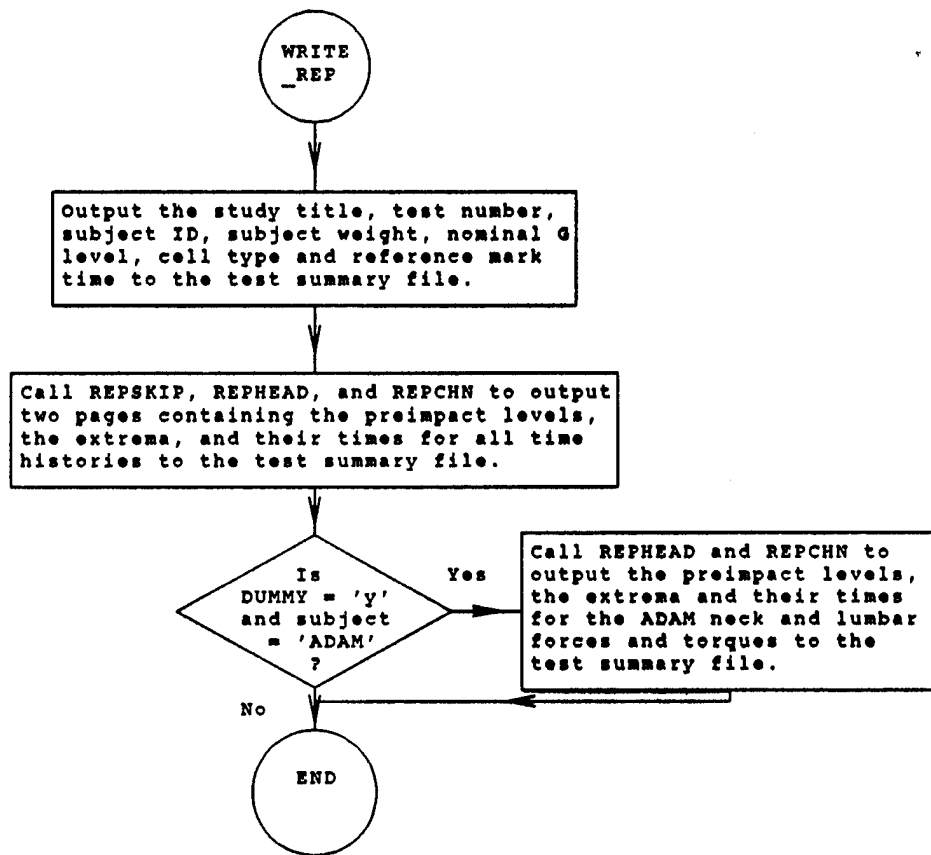 WRITE
_REP
Output the study title, test number,
subject ID, subject weight, nominal G
level, cell type and reference mark
time to the test summary file.
Call REPSKIP, REPHEAD, and REPCHN to output
two pages containing the preimpact levels,
the extrema, and their times for all time
histories to the test summary file.
Is
DUMMY = 'y'
and subject
= 'ADAM'
?
Yes
Call REPHEAD and REPCHN to
output the preimpact levels,
the extrema and their times
for the ADAM neck and lumbar
forces and torques to the
test summary file.
No
END